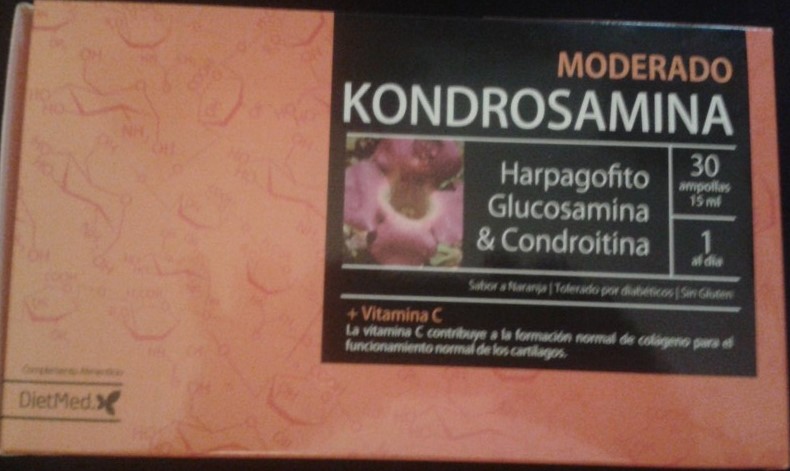 MODERADO
KONDROSAMINA
Harpagofito
Glucosamina
& Condroitina
30
ampollas
15 ml
1
al día
Sabor a Naranja | Tolerado por diabéticos | Sin Gluten
+ Vitamina C
La vitamina C contribuye a la formación normal de colágeno para el
funcionamiento normal de los cartílagos.
Complemento Alimenticio
DietMed.